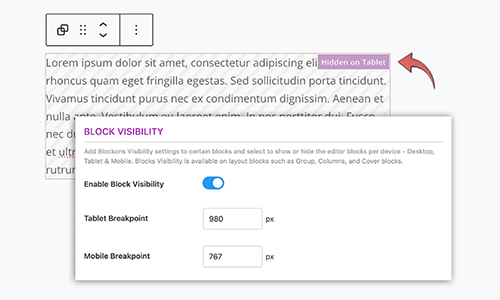 Lorem ipsum dolor sit amet, consectetur adipiscing eli Hidden on Tablet
rhoncus quam eget fringilla egestas. Sed sollicitudin porta tincidunt.
Vivamus tincidunt purus nec ex condimentum dignissim. Aenean et
nulla ante. Vestibulum eu laoreet enim. In nec porttitor dui. Fusce
nec du
et ultr
rutrur
BLOCK VISIBILITY
Add Blockons Visibility settings to certain blocks and select to show or hide the editor blocks per device - Desktop,
Tablet & Mobile. Blocks Visibility is available on layout blocks such as Group, Columns, and Cover blocks.
Enable Block Visibility
Tablet Breakpoint 980 px
Mobile Breakpoint 767 px